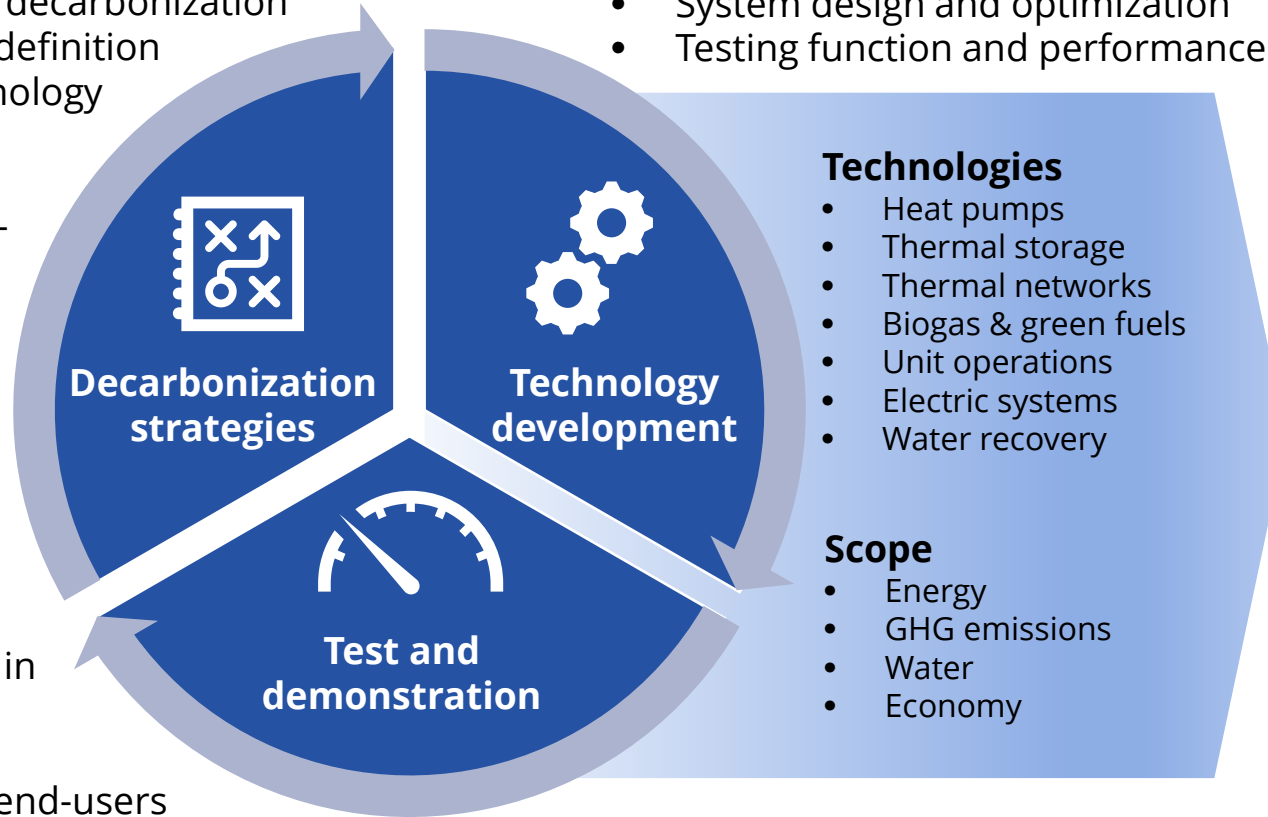 decarbonization
definition
nology
-
System design and optimization
Testing function and performance
Decarbonization
strategies
Technology
development
Test and
demonstration
Technologies
Heat pumps
Thermal storage
Thermal networks
Biogas & green fuels
Unit operations
Electric systems
Water recovery
Scope
Energy
GHG emissions
Water
Economy
in
end-users